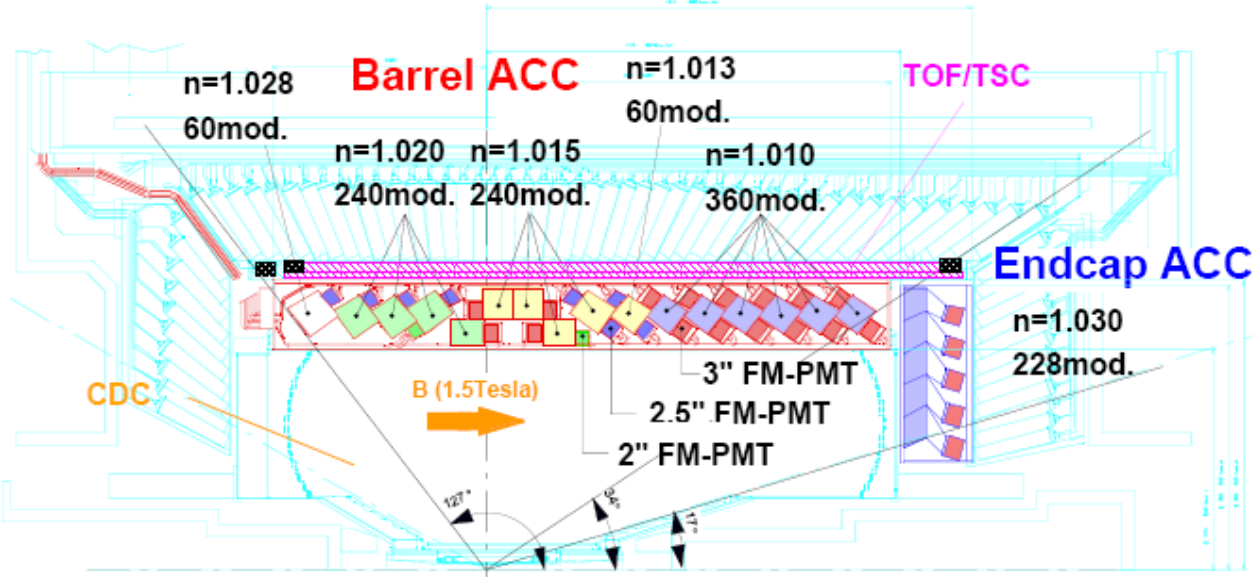 Barrel ACC
n=1.028
60mod.
n=1.020
240mod.
n=1.015
240mod.
n=1.013
60mod.
n=1.010
360mod.
TOF/TSC
Endcap ACC
n=1.030
228mod.
CDC
B (1.5Tesla)
3" FM-PMT
2.5" FM-PMT
2" FM-PMT
127°
34°
17°